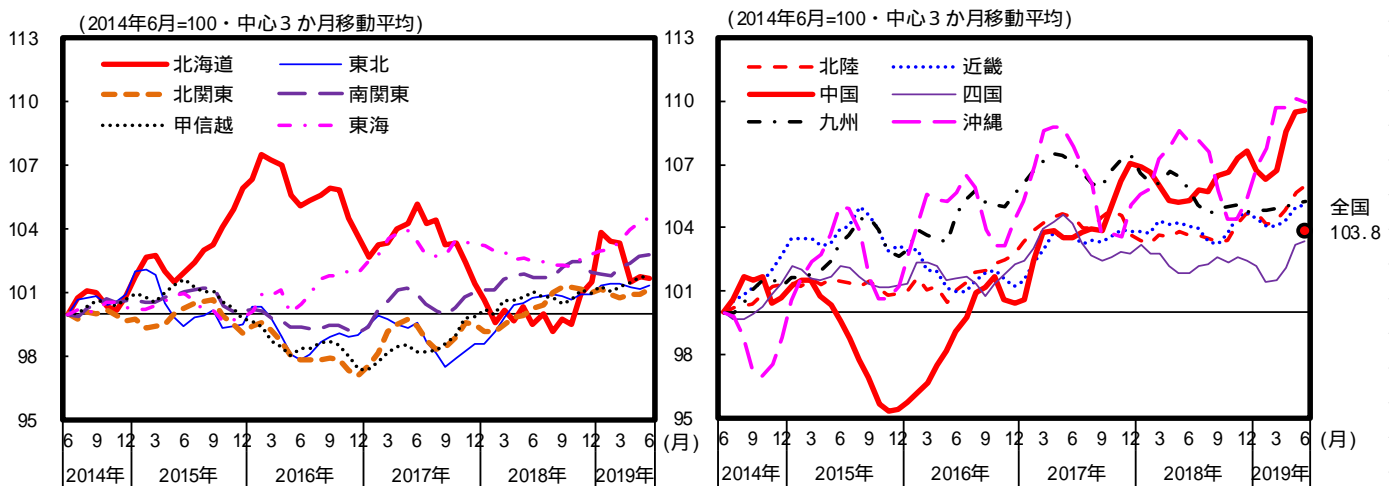 (2014年6月=100・中心3か月移動平均)
113
110
107
104
101
98
95
北海道
東北
北関東
南関東
甲信越
東海
6 9 12 3 6 9 12 3 6 9 12 3 6 9 12 3 6 9 12 3 6 (月)
2014年 2015年 2016年 2017年 2018年 2019年
(2014年6月=100・中心3か月移動平均)
113
110
107
104
101
98
95
北陸
近畿
中国
四国
九州
沖縄
全国
103.8
6 9 12 3 6 9 12 3 6 9 12 3 6 9 12 3 6 9 12 3 6 (月)
2014年 2015年 2016年 2017年 2018年 2019年